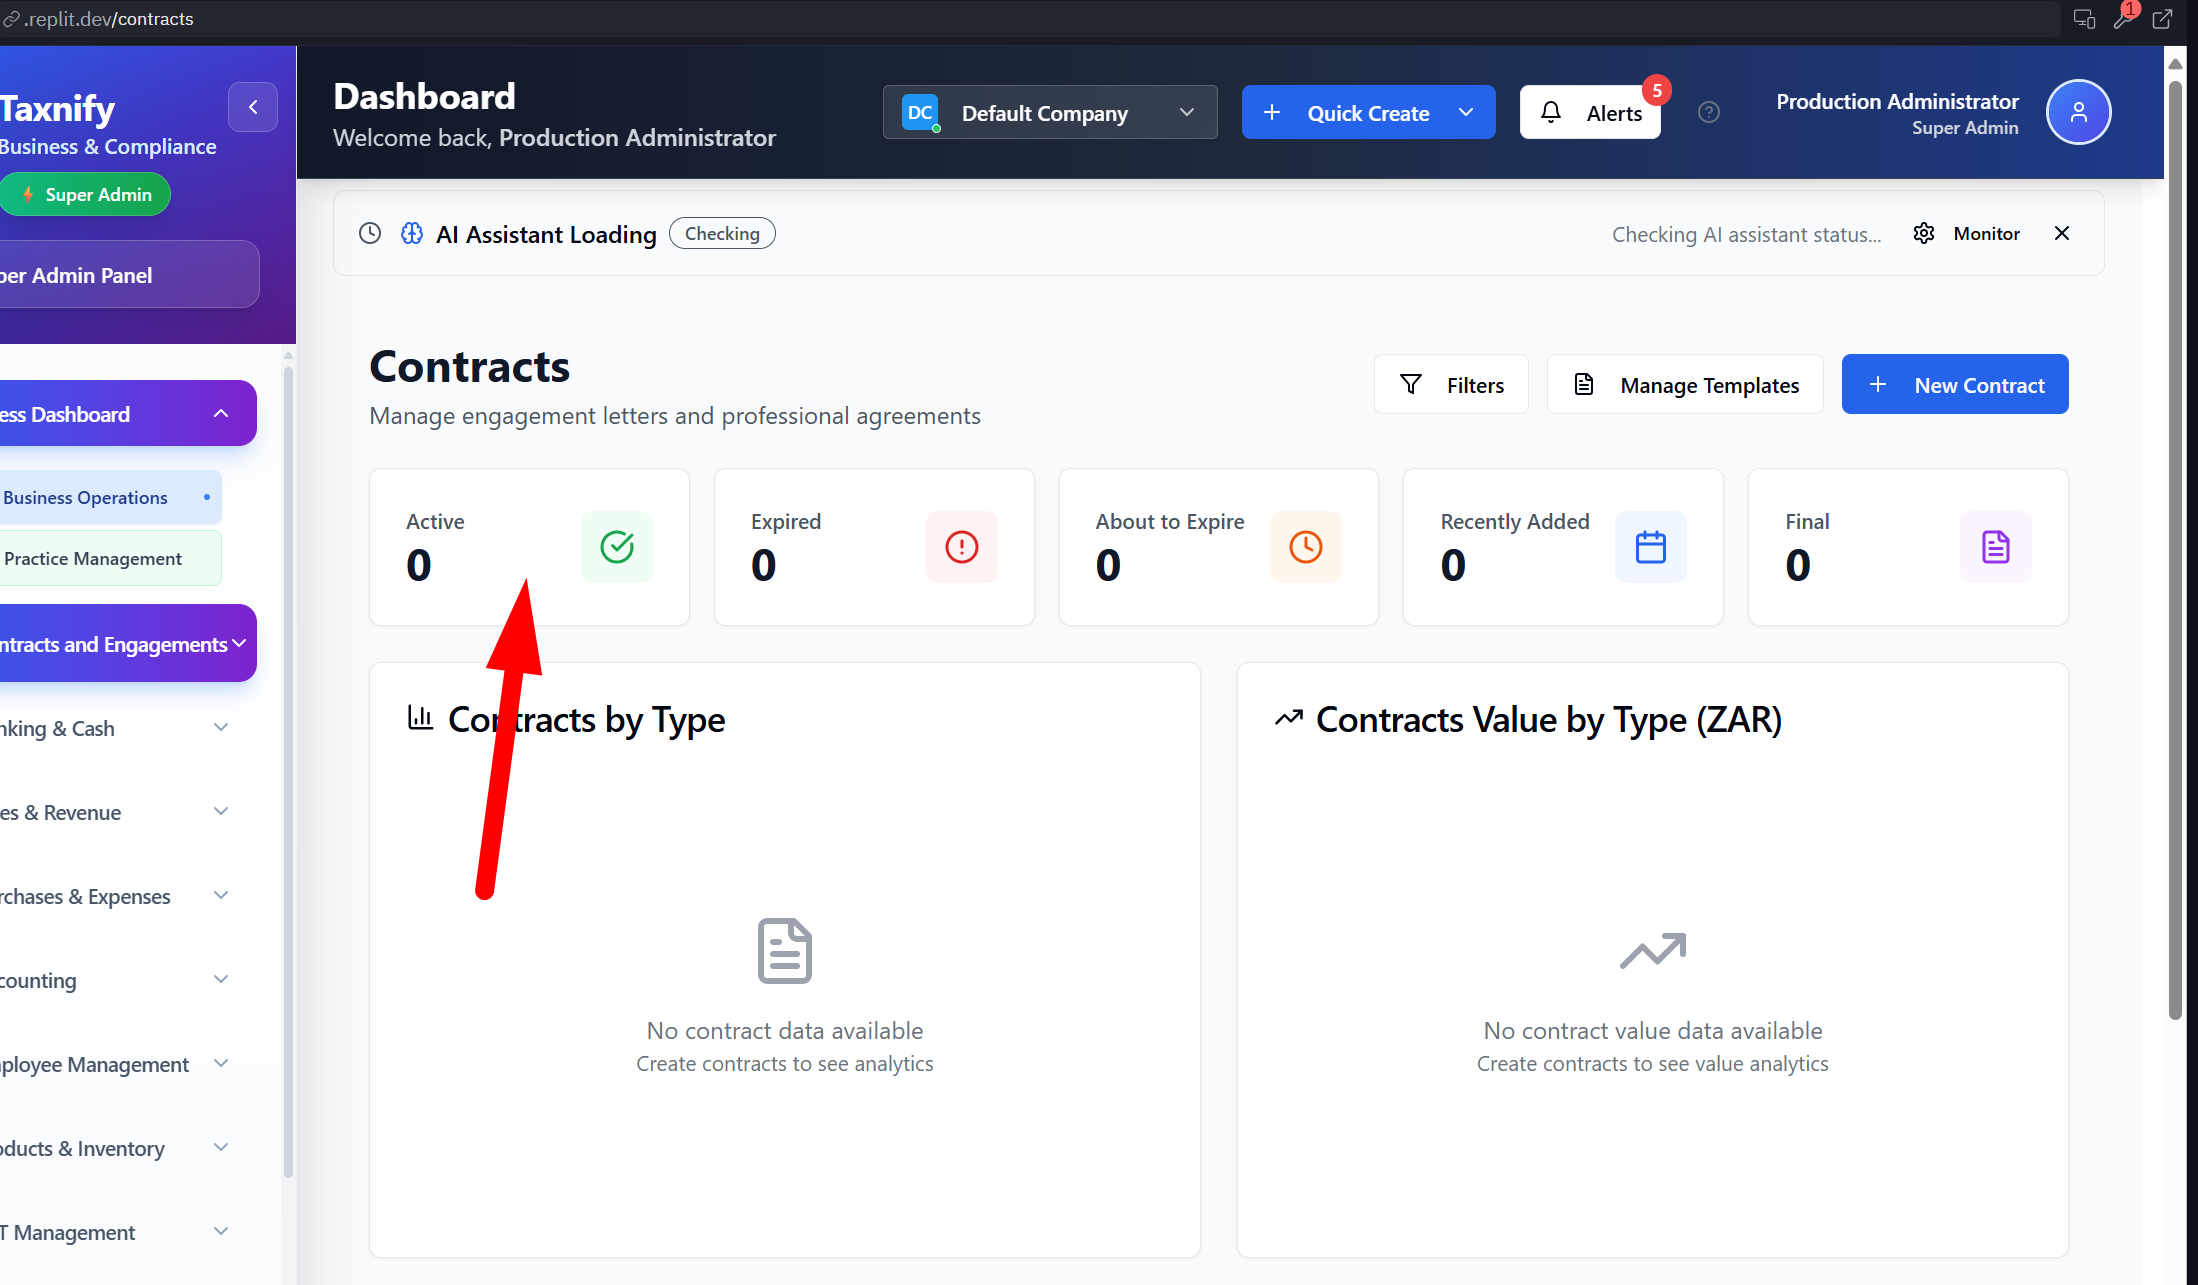 .replit.dev/contracts
1
Taxnify
Business & Compliance
Super Admin
per Admin Panel
ess Dashboard
Business Operations
Practice Management
ntracts and Engagements
nking & Cash
es & Revenue
rchases & Expenses
counting
ployee Management
oducts & Inventory
T Management
Dashboard
Welcome back, Production Administrator
DC
Default Company
Quick Create
Alerts
5
Production Administrator
Super Admin
AI Assistant Loading
Checking
Checking AI assistant status...
Monitor
Contracts
Manage engagement letters and professional agreements
Filters
Manage Templates
New Contract
Active
0
Expired
0
About to Expire
0
Recently Added
0
Final
0
Contracts by Type
No contract data available
Create contracts to see analytics
Contracts Value by Type (ZAR)
No contract value data available
Create contracts to see value analytics